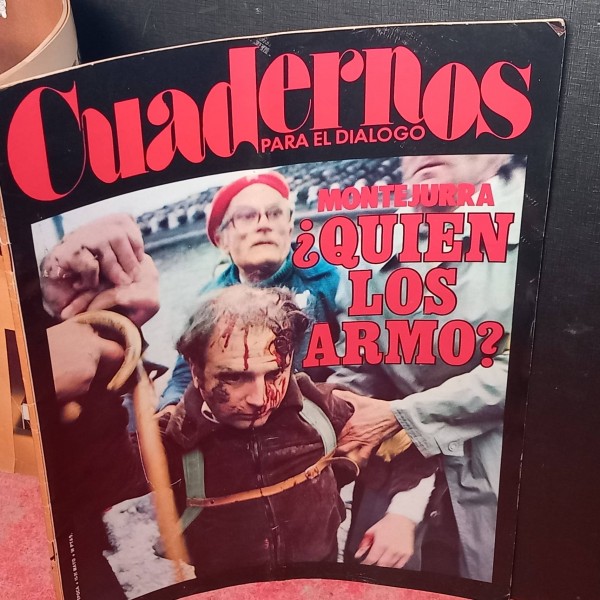 Cuadernos
PARA EL DIALOGO
MONTEJURRA
¿QUIEN
LOS
ARMO?